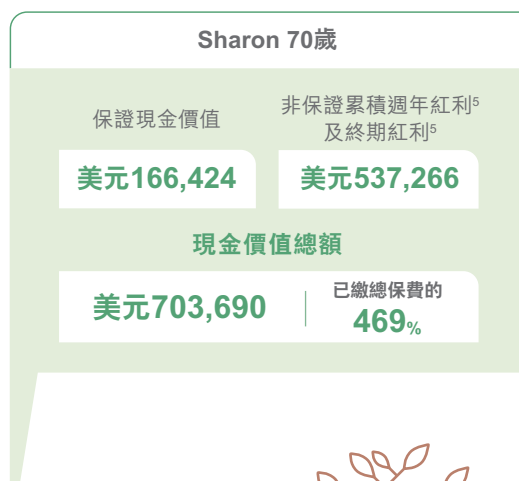 Sharon 70歲
保證現金價值
非保證累積週年紅利⁵
及終期紅利⁵
美元166,424
美元537,266
現金價值總額
美元703,690
已繳總保費的
469%